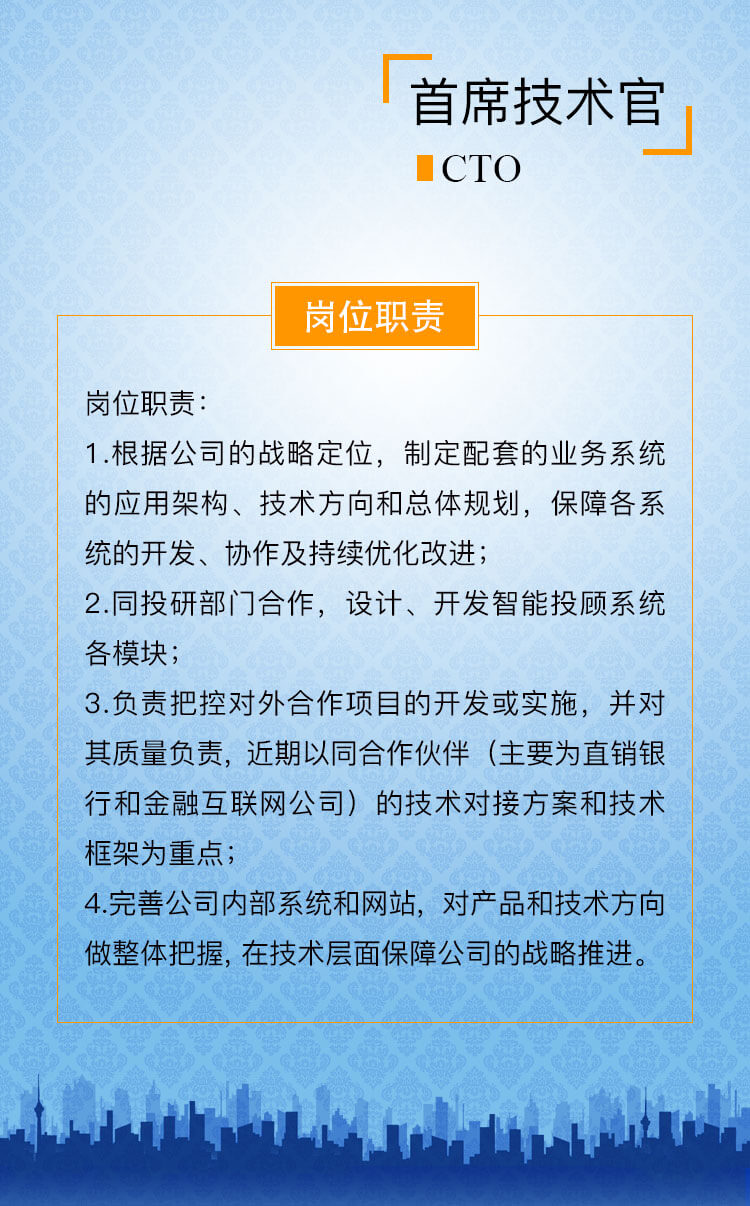 首席技术官
CTO
岗位职责
岗位职责：
1.根据公司的战略定位，制定配套的业务系统
的应用架构、技术方向和总体规划，保障各系
统的开发、协作及持续优化改进；
2.同投研部门合作，设计、开发智能投顾系统
各模块；
3.负责把控对外合作项目的开发或实施，并对
其质量负责, 近期以同合作伙伴（主要为直销银
行和金融互联网公司）的技术对接方案和技术
框架为重点；
4.完善公司内部系统和网站，对产品和技术方向
做整体把握, 在技术层面保障公司的战略推进。